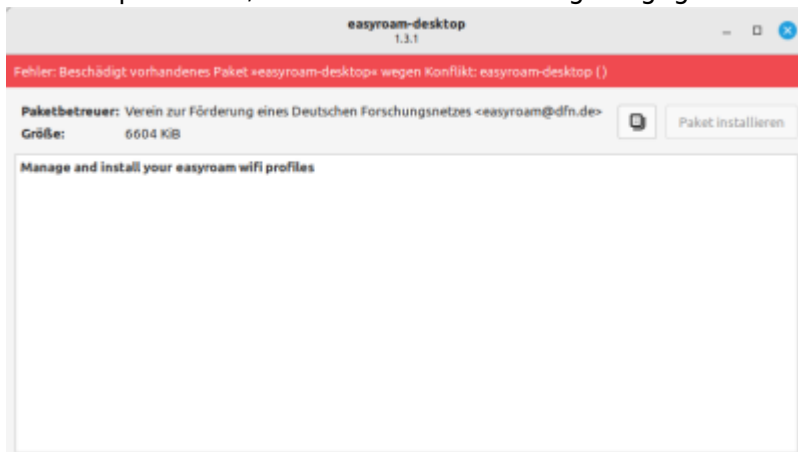 easyroam-desktop
1.3.1
Fehler: Beschädigt vorhandenes Paket »easyroam-desktop« wegen Konflikt: easyroam-desktop ()
Paketbetreuer: Verein zur Förderung eines Deutschen Forschungsnetzes <easyroam@dfn.de>
Paket installieren
Größe: 6604 KiB
Manage and install your easyroam wifi profiles